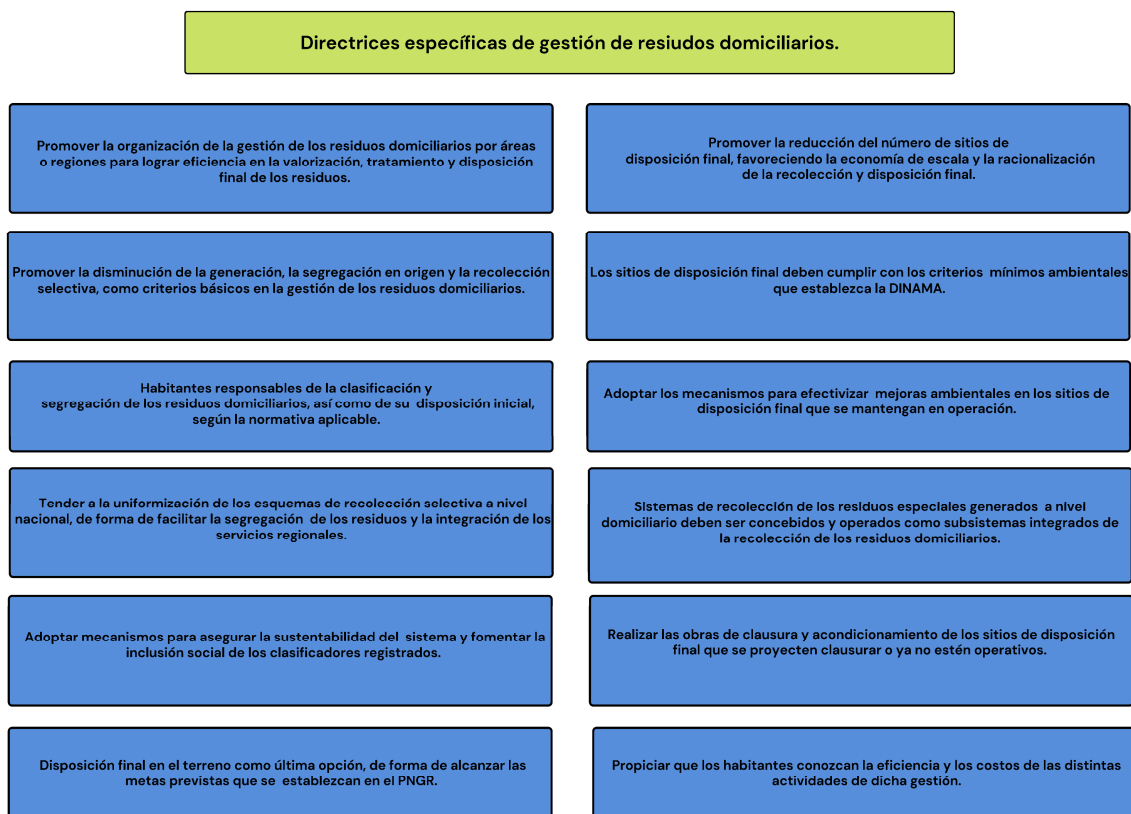 Directrices específicas de gestión de resiudos domiciliarios.
Promover la organización de la gestión de los residuos domiciliarios por áreas
o regiones para lograr eficiencia en la valorización, tratamiento y disposición
final de los residuos.
Promover la reducción del número de sitios de
disposición final, favoreciendo la economía de escala y la racionalización
de la recolección y disposición final.
Promover la disminución de la generación, la segregación en origen y la recolección
selectiva, como criterios básicos en la gestión de los residuos domiciliarios.
Los sitios de disposición final deben cumplir con los criterios mínimos ambientales
que establezca la DINAMA.
Habitantes responsables de la clasificación y
segregación de los residuos domiciliarios, así como de su disposición inicial,
según la normativa aplicable.
Adoptar los mecanismos para efectivizar mejoras ambientales en los sitios de
disposición final que se mantengan en operación.
Tender a la uniformización de los esquemas de recolección selectiva a nivel
nacional, de forma de facilitar la segregación de los residuos y la integración de los
servicios regionales.
Sistemas de recolección de los residuos especiales generados a nivel
domiciliario deben ser concebidos y operados como subsistemas integrados de
la recolección de los residuos domiciliarios.
Adoptar mecanismos para asegurar la sustentabilidad del sistema y fomentar la
inclusión social de los clasificadores registrados.
Realizar las obras de clausura y acondicionamiento de los sitios de disposición
final que se proyecten clausurar o ya no estén operativos.
Disposición final en el terreno como última opción, de forma de alcanzar las
metas previstas que se establezcan en el PNGR.
Propiciar que los habitantes conozcan la eficiencia y los costos de las distintas
actividades de dicha gestión.